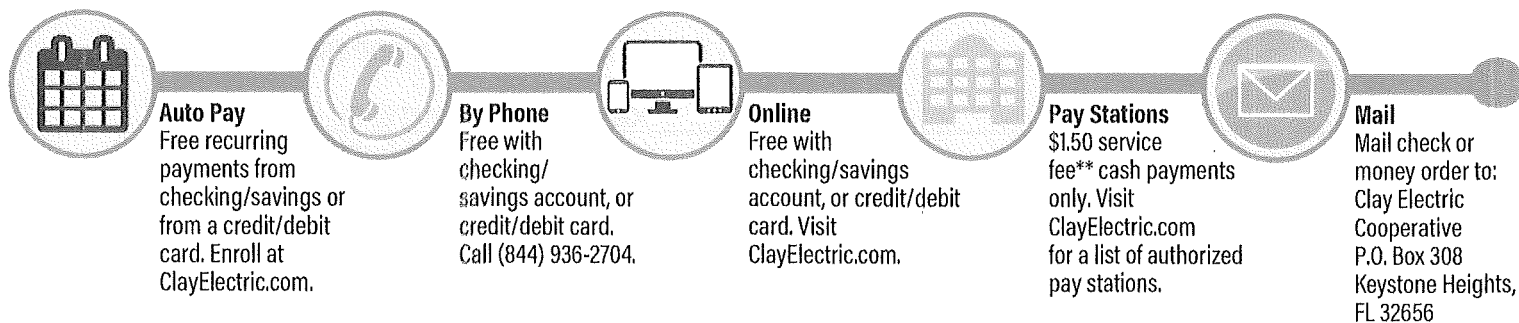 Auto Pay
Free recurring
payments from
checking/savings or
from a credit/debit
card. Enroll at
ClayElectric.com.
By Phone
Free with
checking/
savings account, or
credit/debit card.
Call (844) 936-2704.
Online
Free with
checking/savings
account, or credit/debit
card. Visit
ClayElectric.com.
Pay Stations
$1.50 service
fee** cash payments
only. Visit
ClayElectric.com
for a list of authorized
pay stations.
Mail
Mail check or
money order to:
Clay Electric
Cooperative
P.O. Box 308
Keystone Heights,
FL 32656